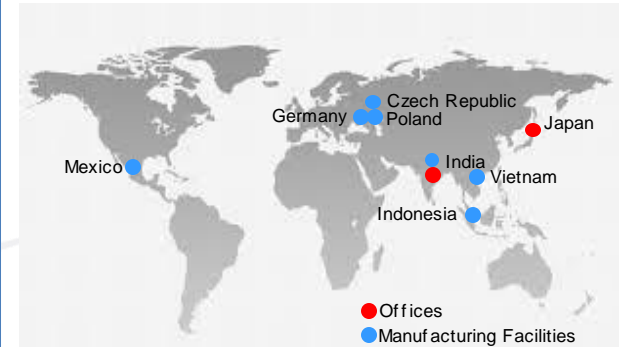 Czech Republic
Germany
Poland
Japan
Mexico
India
Vietnam
Indonesia
Offices
Manufacturing Facilities